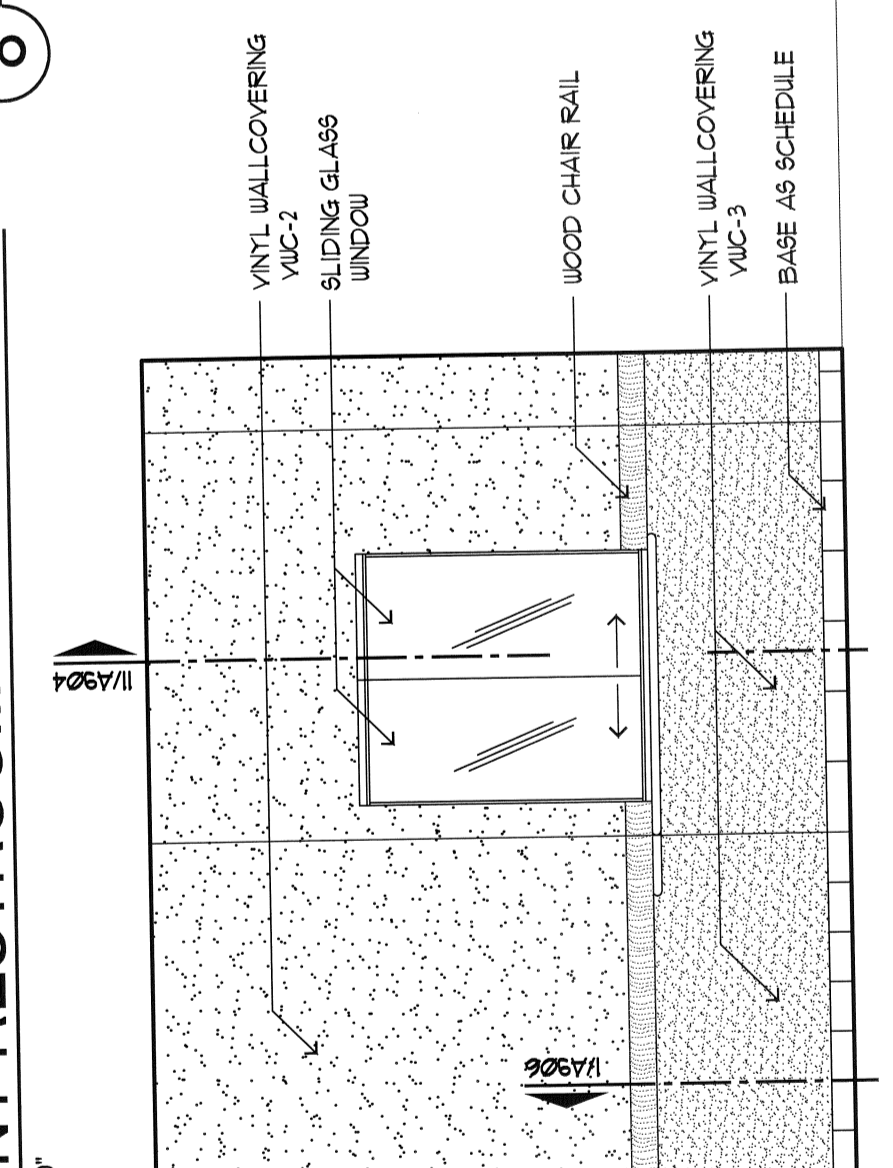 VINYL WALLCOVERING
VWC-2
SLIDING GLASS
WINDOW
WOOD CHAIR RAIL
VINYL WALLCOVERING
VWC-3
BASE AS SCHEDULE
11/A904
1/A906